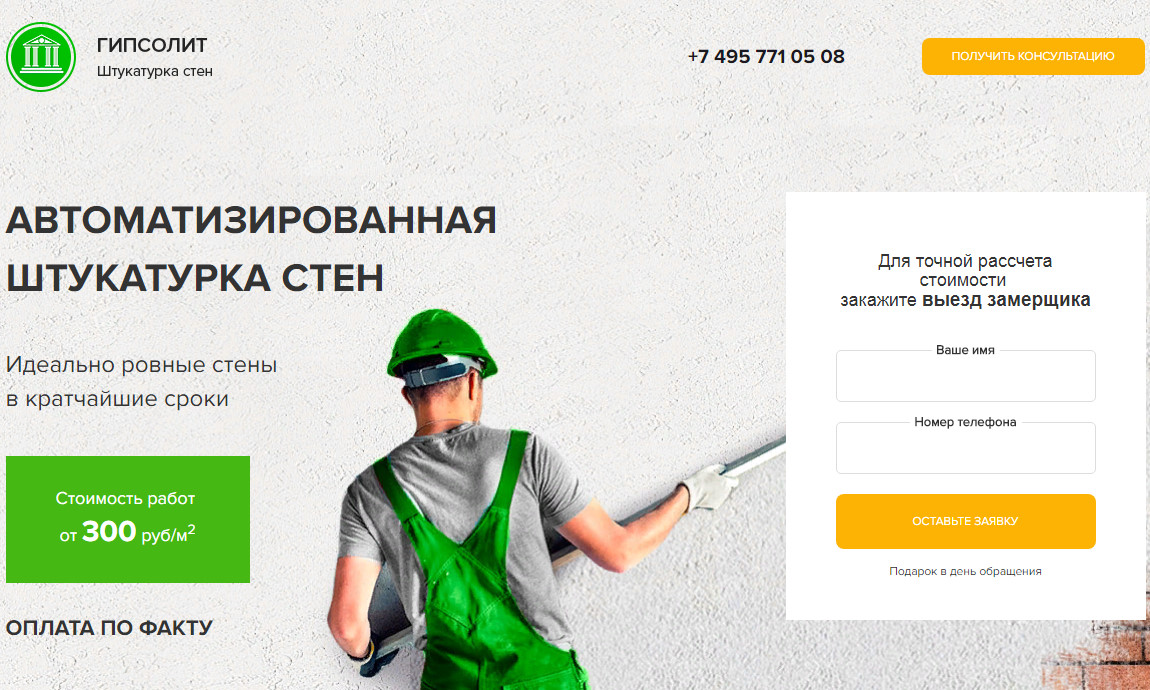 ГИПСОЛИТ
Штукатурка стен
+7 495 771 05 08
ПОЛУЧИТЬ КОНСУЛЬТАЦИЮ
АВТОМАТИЗИРОВАННАЯ
ШТУКАТУРКА СТЕН
Идеально ровные стены
в кратчайшие сроки
Стоимость работ
от 300 руб/м²
ОПЛАТА ПО ФАКТУ
Для точной рассчета
стоимости
закажите выезд замерщика
Ваше имя
Номер телефона
ОСТАВЬТЕ ЗАЯВКУ
Подарок в день обращения